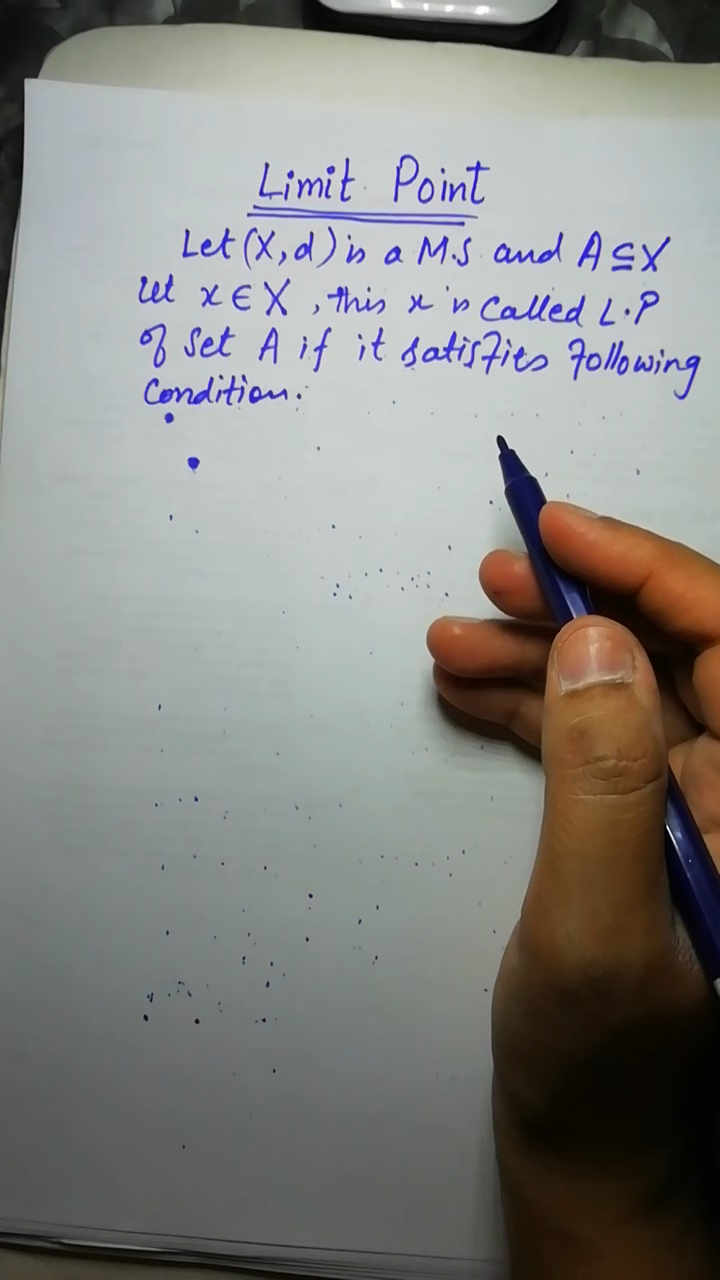 Limit Point
Let (X,d) is a M.S and A ⊆ X
Let x ∈ X, this x is called L.P
of Set A if it satisfies following
Condition.